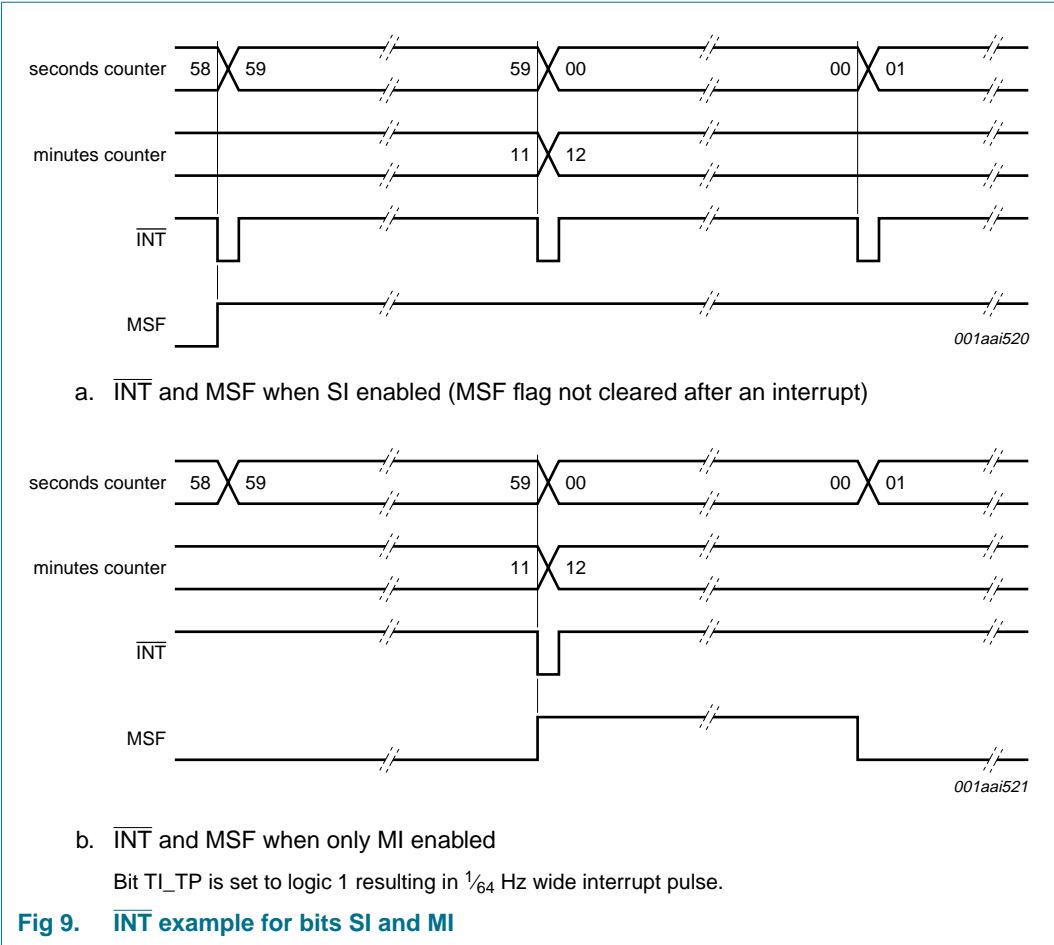 seconds counter 58 59 59 00 00 01
minutes counter 11 12
INT
MSF
001aai520
a. INT and MSF when SI enabled (MSF flag not cleared after an interrupt)
seconds counter 58 59 59 00 00 01
minutes counter 11 12
INT
MSF
001aai521
b. INT and MSF when only MI enabled
Bit TI_TP is set to logic 1 resulting in 1⁄64 Hz wide interrupt pulse.
Fig 9. INT example for bits SI and MI